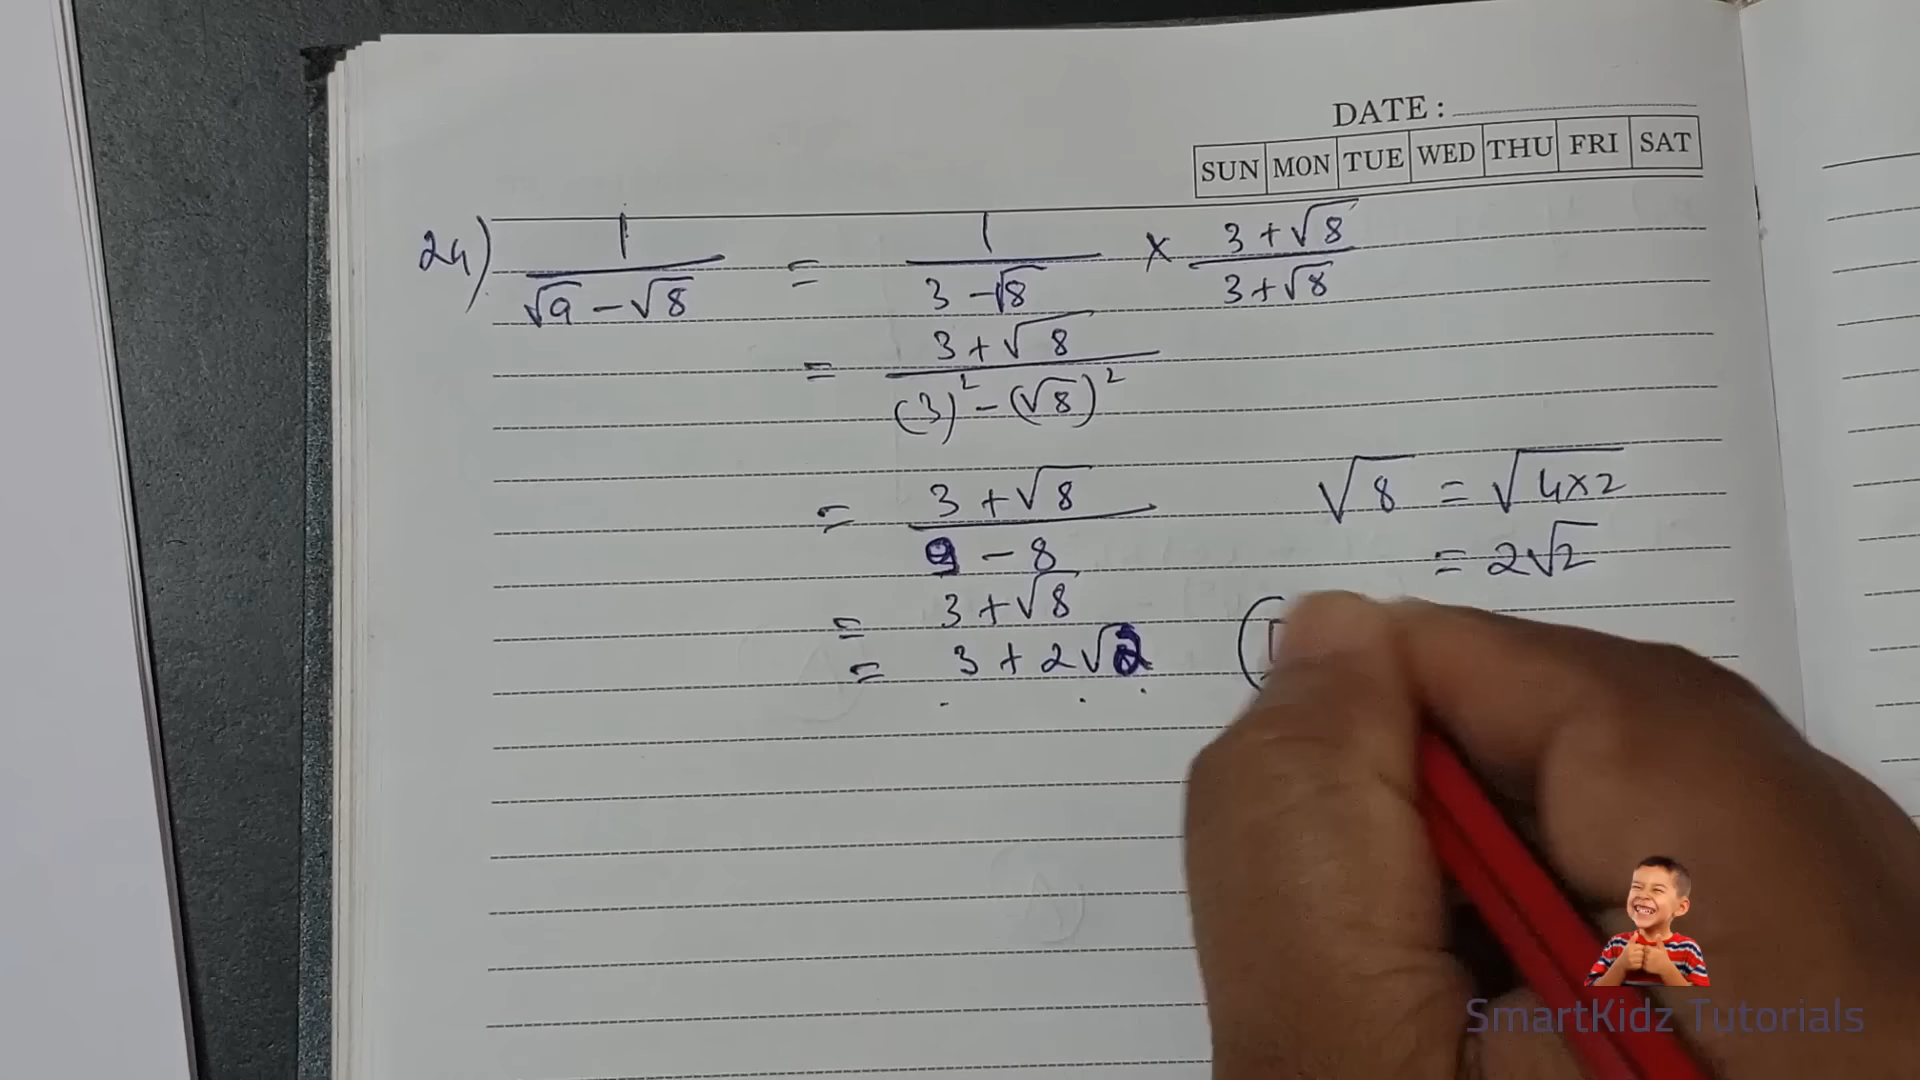 DATE :
SUN MON TUE WED THU FRI SAT
24) 1/(√9 − √8) = 1/(3 − √8) × (3 + √8)/(3 + √8)
= (3 + √8)/((3)² − (√8)²)
= (3 + √8)/(9 − 8)
√8 = √4×2
= 2√2
= 3 + √8
= 3 + 2√2
SmartKidz Tutorials